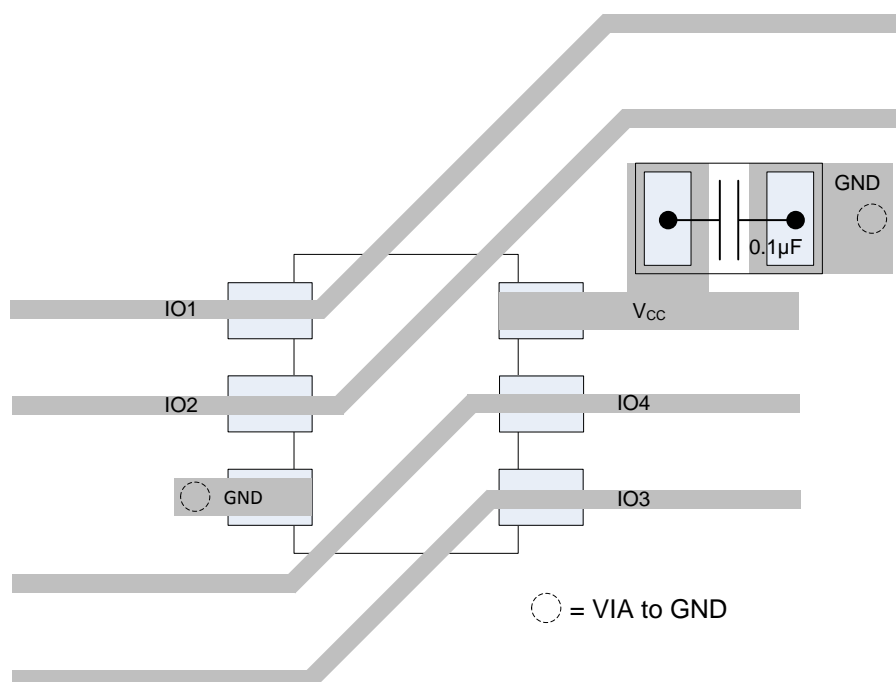 GND
0.1µF
IO1
VCC
IO2
IO4
GND
IO3
= VIA to GND